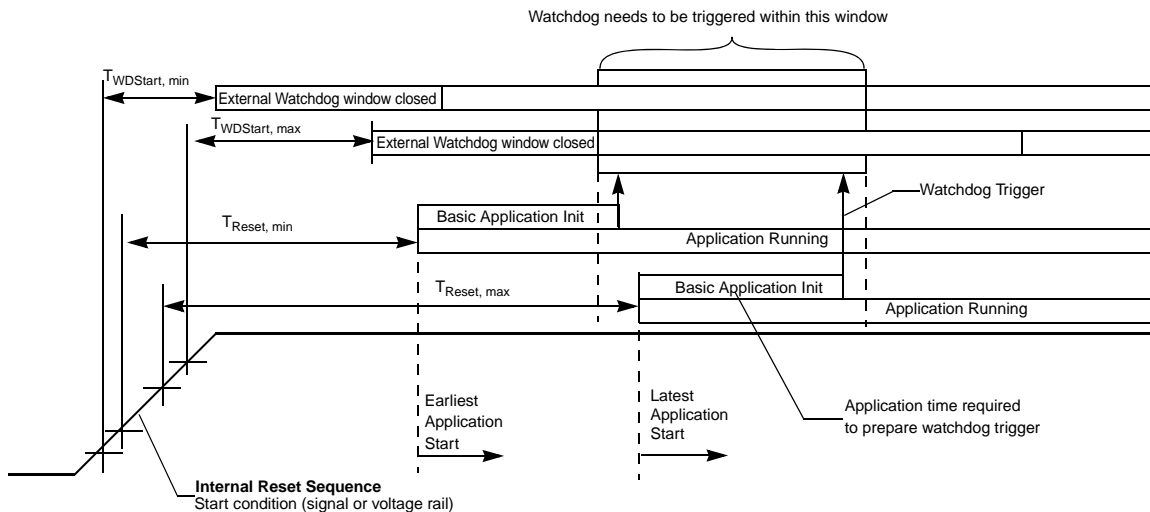 Watchdog needs to be triggered within this window
TWDStart, min
External Watchdog window closed
TWDStart, max
External Watchdog window closed
Watchdog Trigger
TReset, min
Basic Application Init
Application Running
TReset, max
Basic Application Init
Application Running
Earliest
Application
Start
Latest
Application
Start
Application time required
to prepare watchdog trigger
Internal Reset Sequence
Start condition (signal or voltage rail)